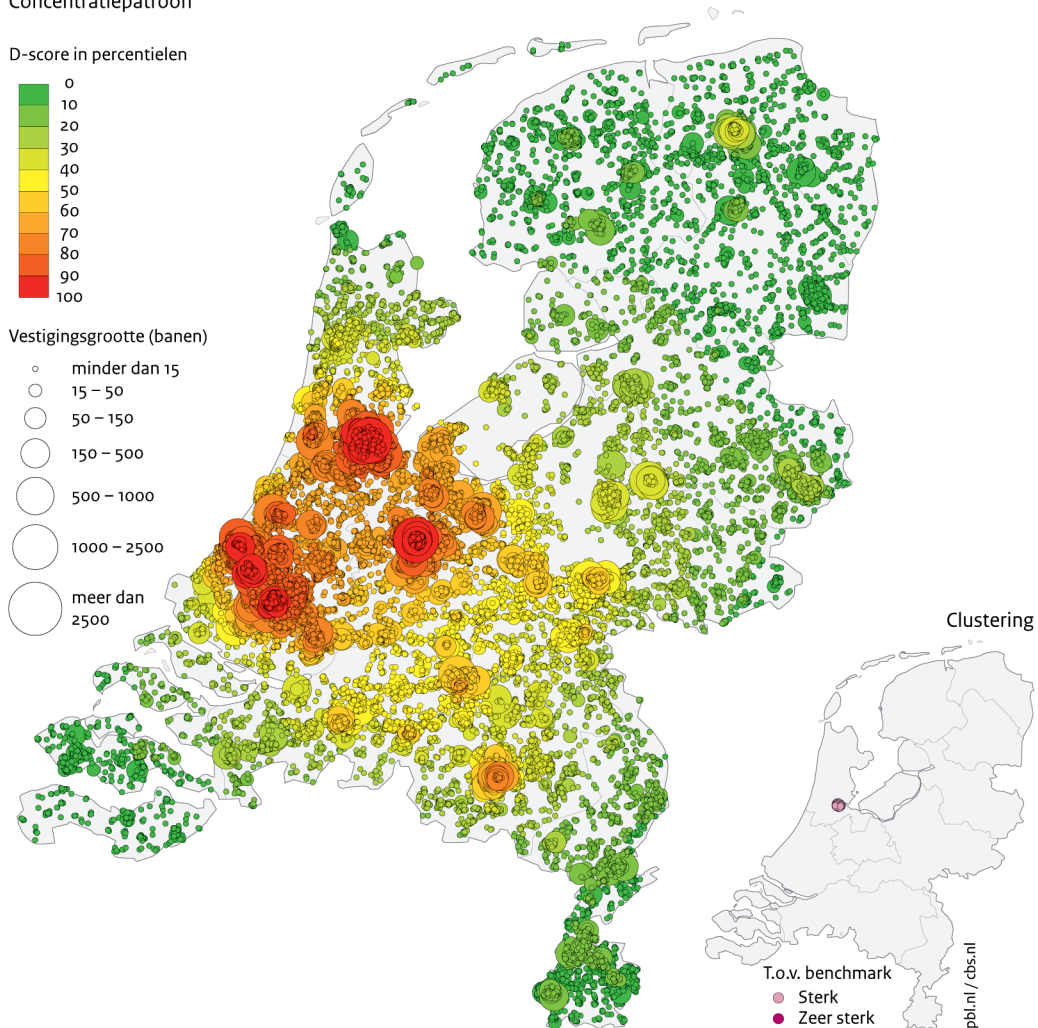 Concentratiepatroon
D-score in percentielen
0
10
20
30
40
50
60
70
80
90
100
Vestigingsgrootte (banen)
minder dan 15
15 – 50
50 – 150
150 – 500
500 – 1000
1000 – 2500
meer dan
2500
Clustering
T.o.v. benchmark
Sterk
Zeer sterk
pbl.nl / cbs.nl